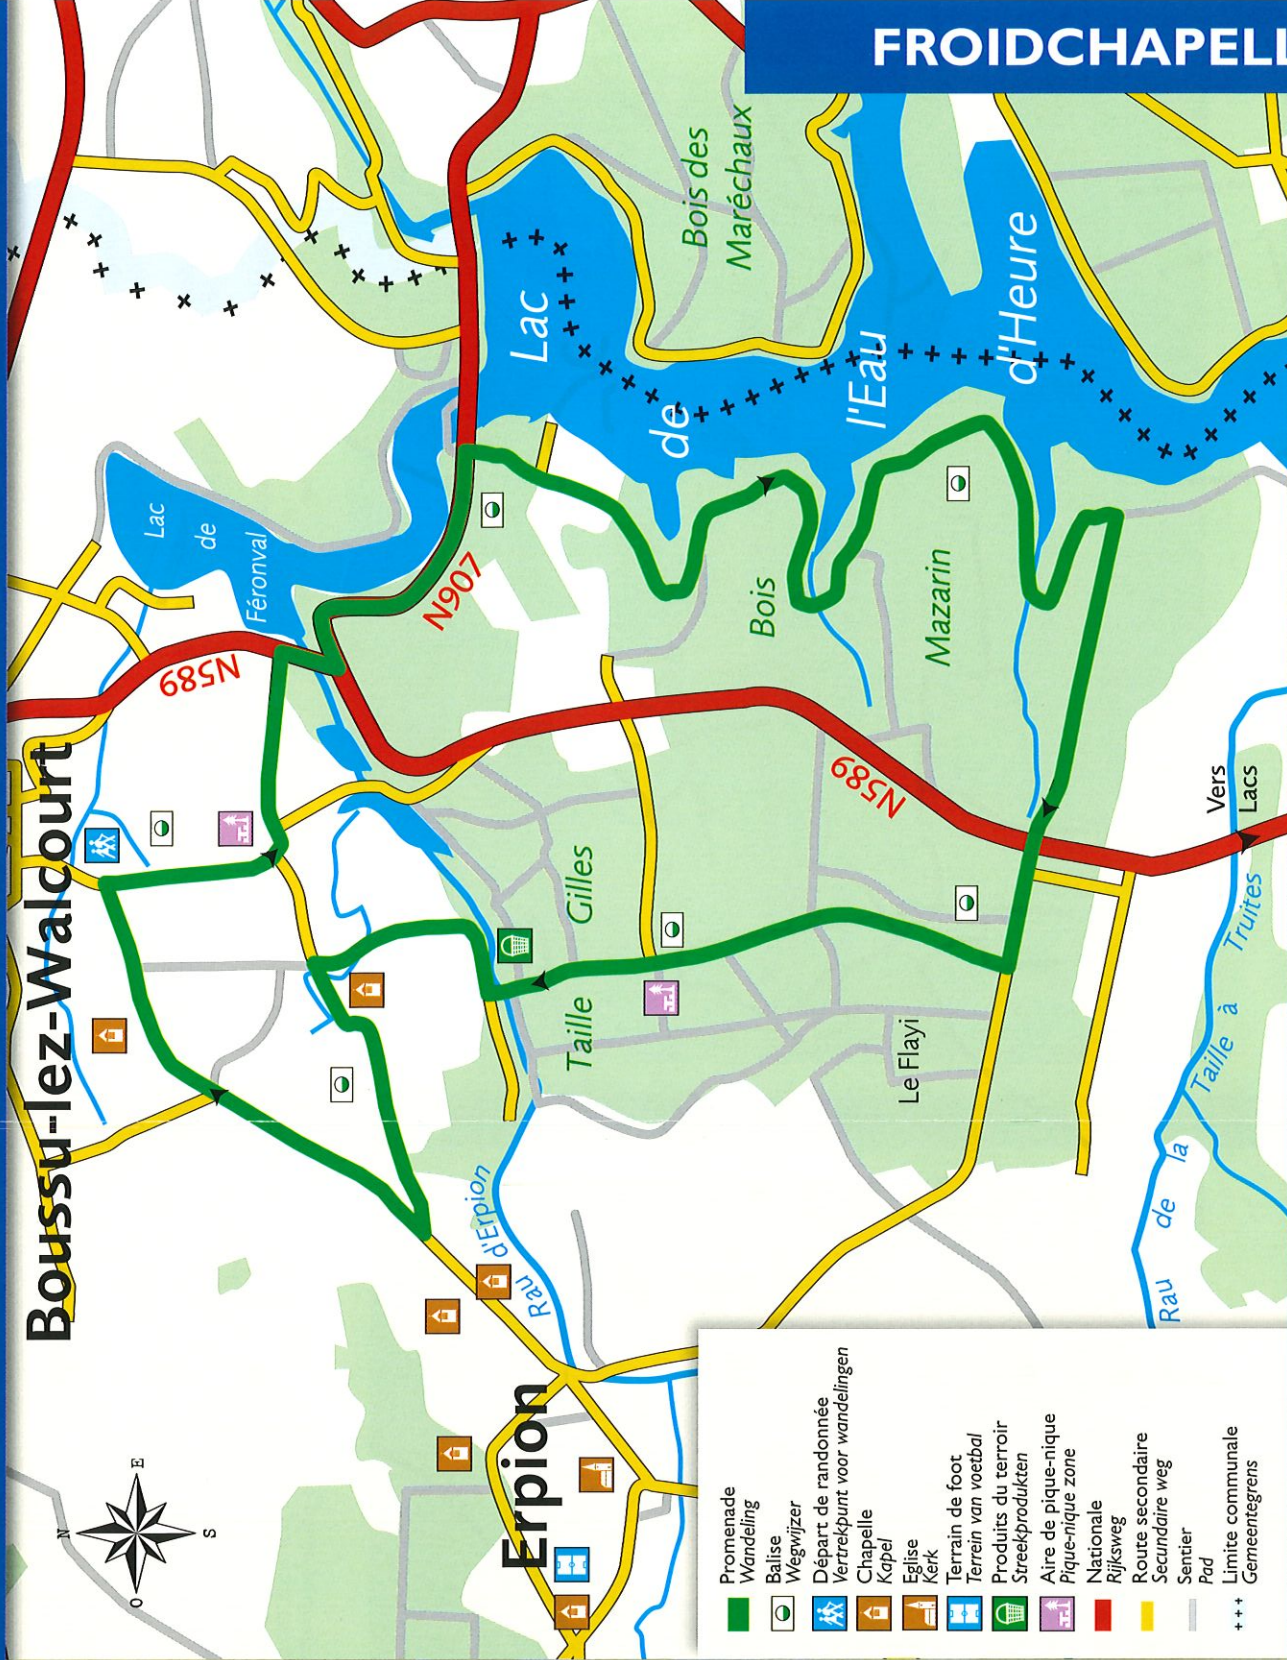 FROIDCHAPELL
Boussu-lez-Walcourt
Erpion
N589
N907
N589
Lac
de
Féronval
Lac
de
l'Eau
d'Heure
Bois des
Maréchaux
Bois
Mazarin
Taille
Gilles
Le Flayi
Rau d'Erpion
Rau de la
Taille à Truites
Vers
Lacs
N
E
S
O
Promenade
Wandeling
Balise
Wegwijzer
Départ de randonnée
Vertrekpunt voor wandelingen
Chapelle
Kapel
Eglise
Kerk
Terrain de foot
Terrein van voetbal
Produits du terroir
Streekprodukten
Aire de pique-nique
Pique-nique zone
Nationale
Rijksweg
Route secondaire
Secundaire weg
Sentier
Pad
Limite communale
Gemeentegrens